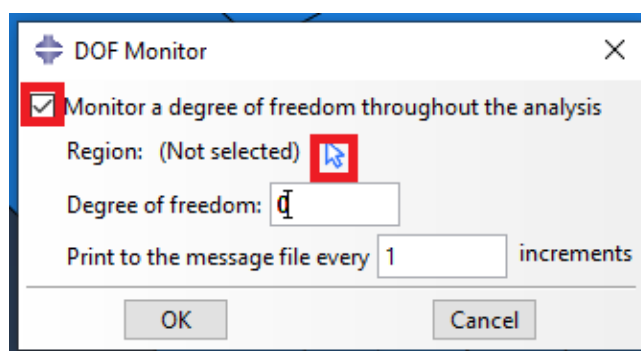 DOF Monitor
Monitor a degree of freedom throughout the analysis
Region: (Not selected)
Degree of freedom: 0
Print to the message file every 1 increments
OK Cancel